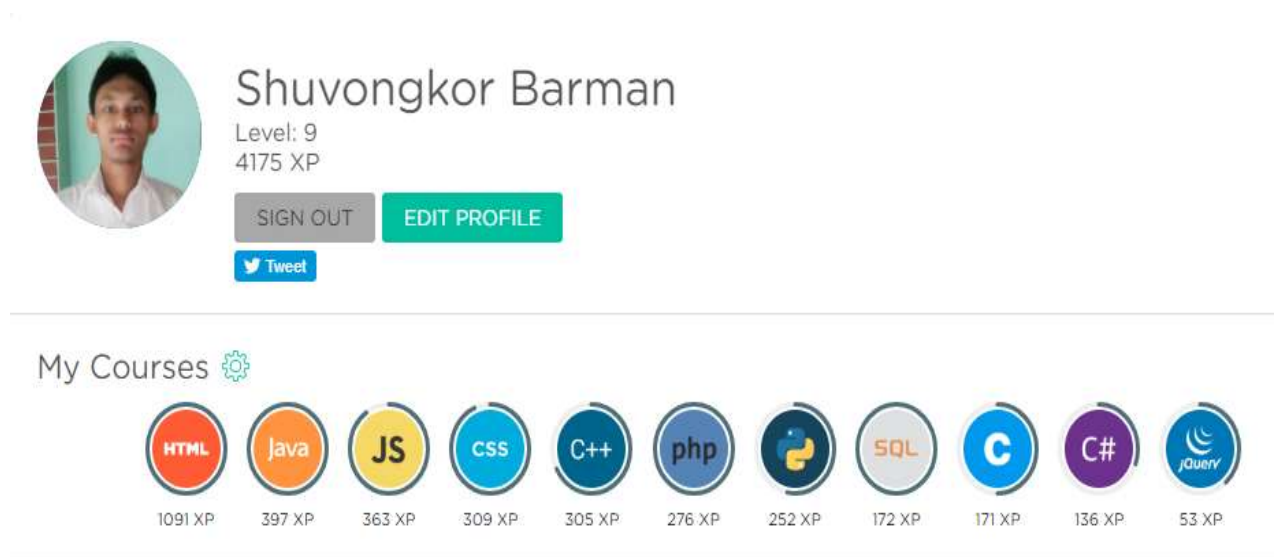 Shuvongkor Barman
Level: 9
4175 XP
SIGN OUT EDIT PROFILE
Tweet
My Courses
HTML Java JS CSS C++ php SQL C C# jQuery
1091 XP 397 XP 363 XP 309 XP 305 XP 276 XP 252 XP 172 XP 171 XP 136 XP 53 XP